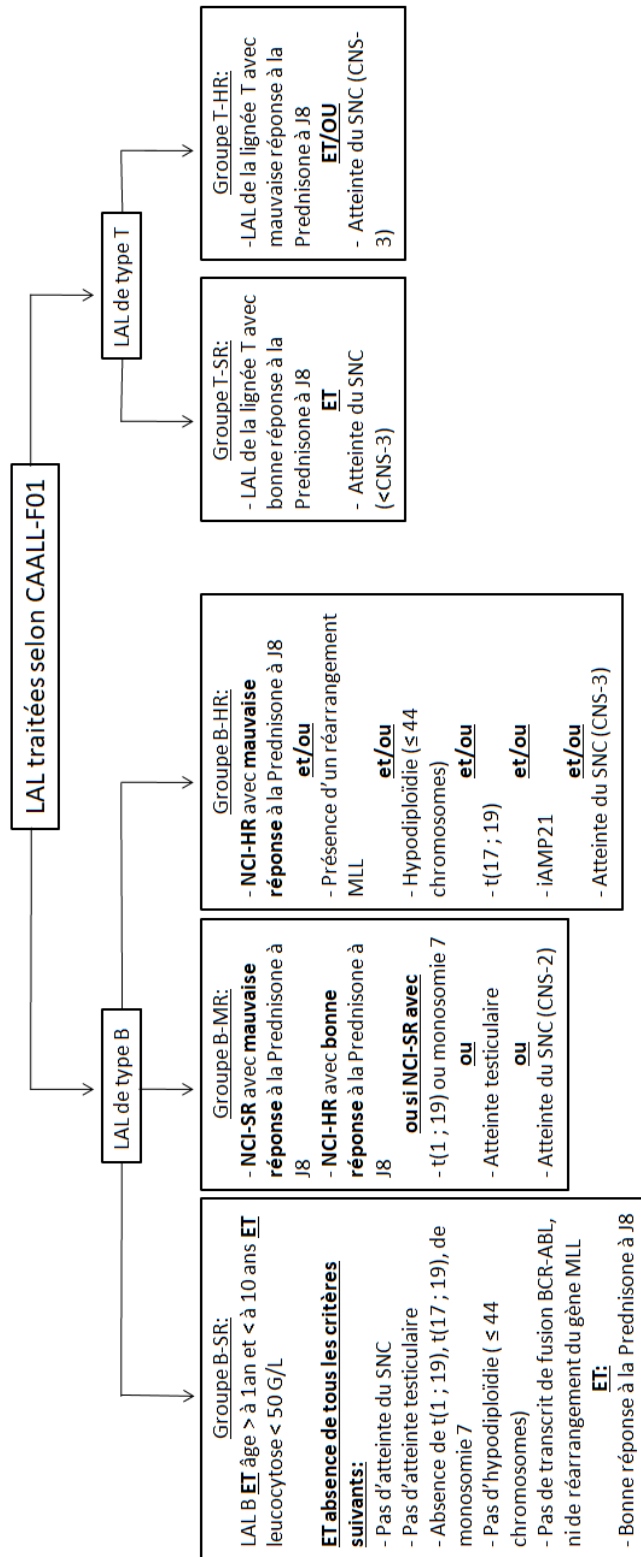 LAL traitées selon CAALL-F01
LAL de type B
LAL de type T
Groupe B-SR:
LAL B ET âge > à 1an et < à 10 ans ET
leucocytose < 50 G/L
ET absence de tous les critères
suivants:
- Pas d'atteinte du SNC
- Pas d'atteinte testiculaire
- Absence de t(1 ; 19), t(17 ; 19), de
monosomie 7
- Pas d'hypodiploïdie ( ≤ 44
chromosomes)
- Pas de transcrit de fusion BCR-ABL,
ni de réarrangement du gène MLL
ET:
- Bonne réponse à la Prednisone à J8
Groupe B-MR:
- NCI-SR avec mauvaise
réponse à la Prednisone à
J8
- NCI-HR avec bonne
réponse à la Prednisone à
J8
ou si NCI-SR avec
- t(1 ; 19) ou monosomie 7
ou
- Atteinte testiculaire
ou
- Atteinte du SNC (CNS-2)
Groupe B-HR:
- NCI-HR avec mauvaise
réponse à la Prednisone à J8
et/ou
- Présence d'un réarrangement
MLL
et/ou
- Hypodiploïdie (≤ 44
chromosomes)
et/ou
- t(17 ; 19)
et/ou
- iAMP21
et/ou
- Atteinte du SNC (CNS-3)
Groupe T-SR:
- LAL de la lignée T avec
bonne réponse à la
Prednisone à J8
ET
- Atteinte du SNC
(<CNS-3)
Groupe T-HR:
-LAL de la lignée T avec
mauvaise réponse à la
Prednisone à J8
ET/OU
- Atteinte du SNC (CNS-
3)